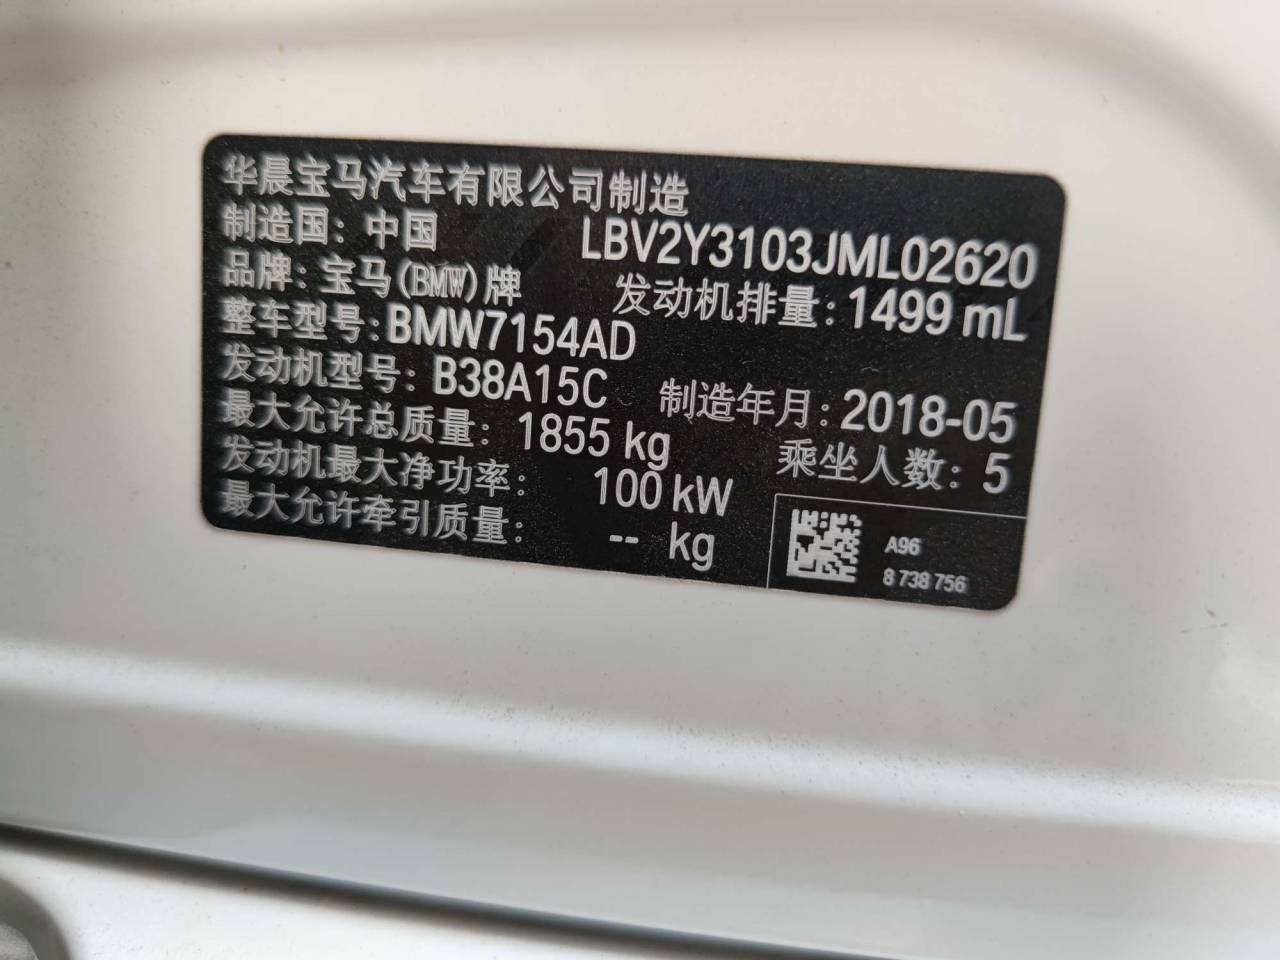 华晨宝马汽车有限公司制造
制造国：中国 LBV2Y3103JML02620
品牌：宝马(BMW)牌 发动机排量：1499 mL
整车型号：BMW7154AD
发动机型号：B38A15C 制造年月：2018-05
最大允许总质量：1855 kg 乘坐人数：5
发动机最大净功率：100 kW
最大允许牵引质量：-- kg
A96
8 738 756